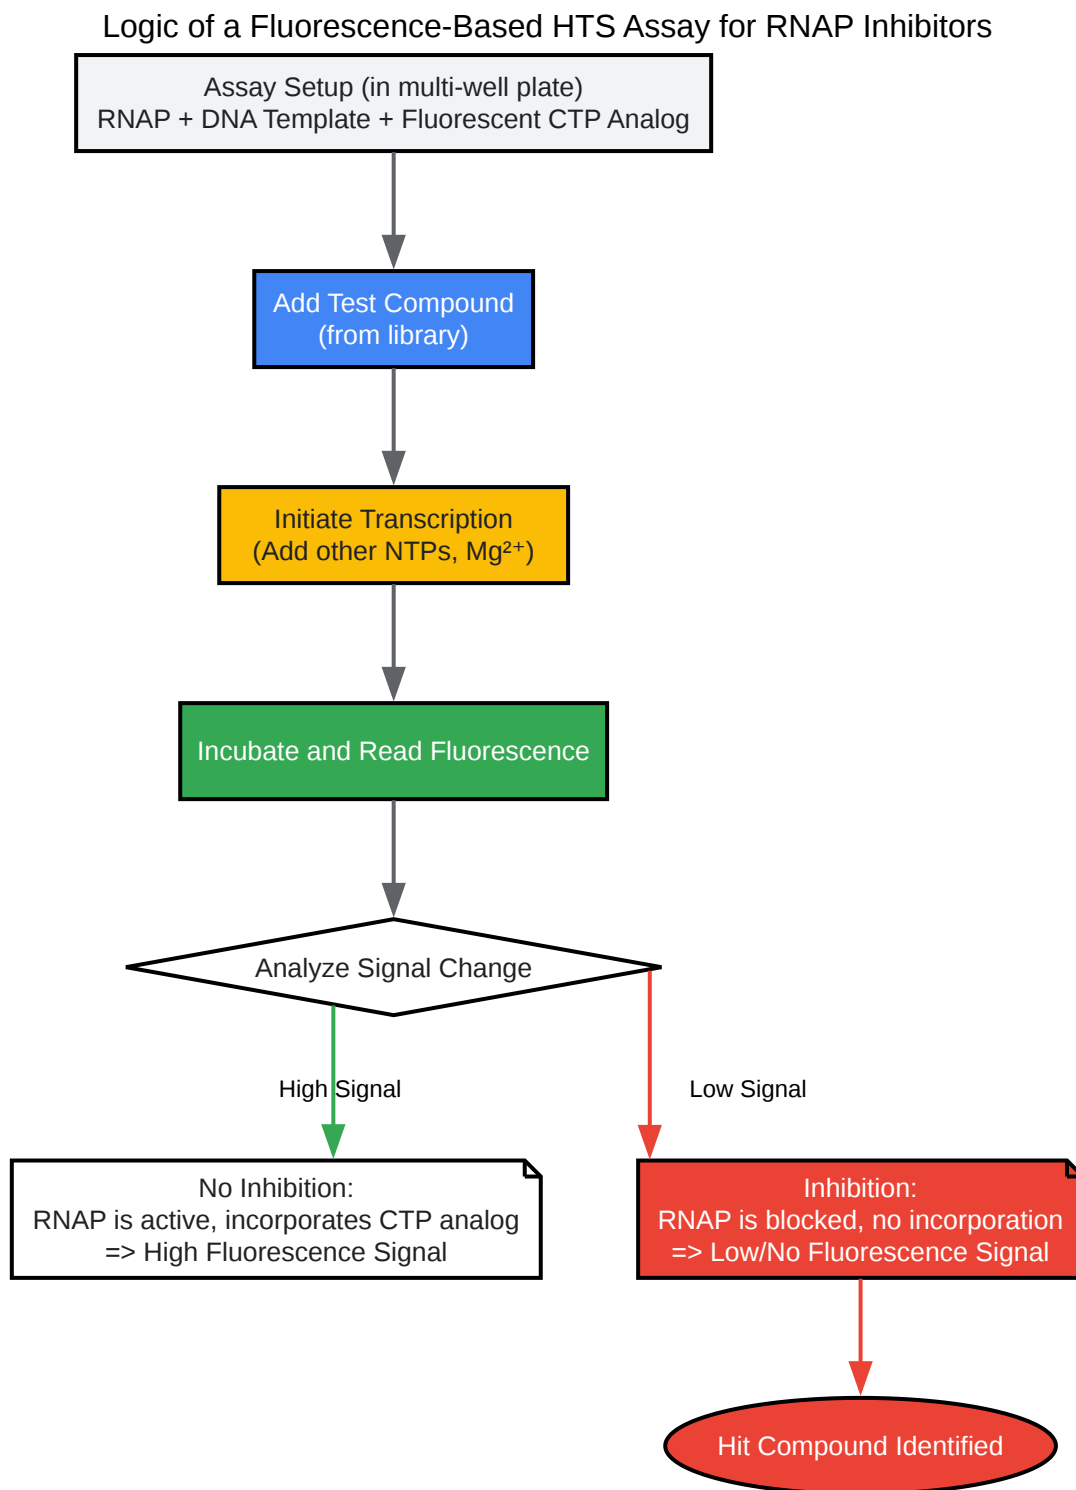 Logic of a Fluorescence-Based HTS Assay for RNAP Inhibitors
Assay Setup (in multi-well plate)
RNAP + DNA Template + Fluorescent CTP Analog
Add Test Compound
(from library)
Initiate Transcription
(Add other NTPs, Mg²⁺)
Incubate and Read Fluorescence
Analyze Signal Change
High Signal
Low Signal
No Inhibition:
RNAP is active, incorporates CTP analog
=> High Fluorescence Signal
Inhibition:
RNAP is blocked, no incorporation
=> Low/No Fluorescence Signal
Hit Compound Identified